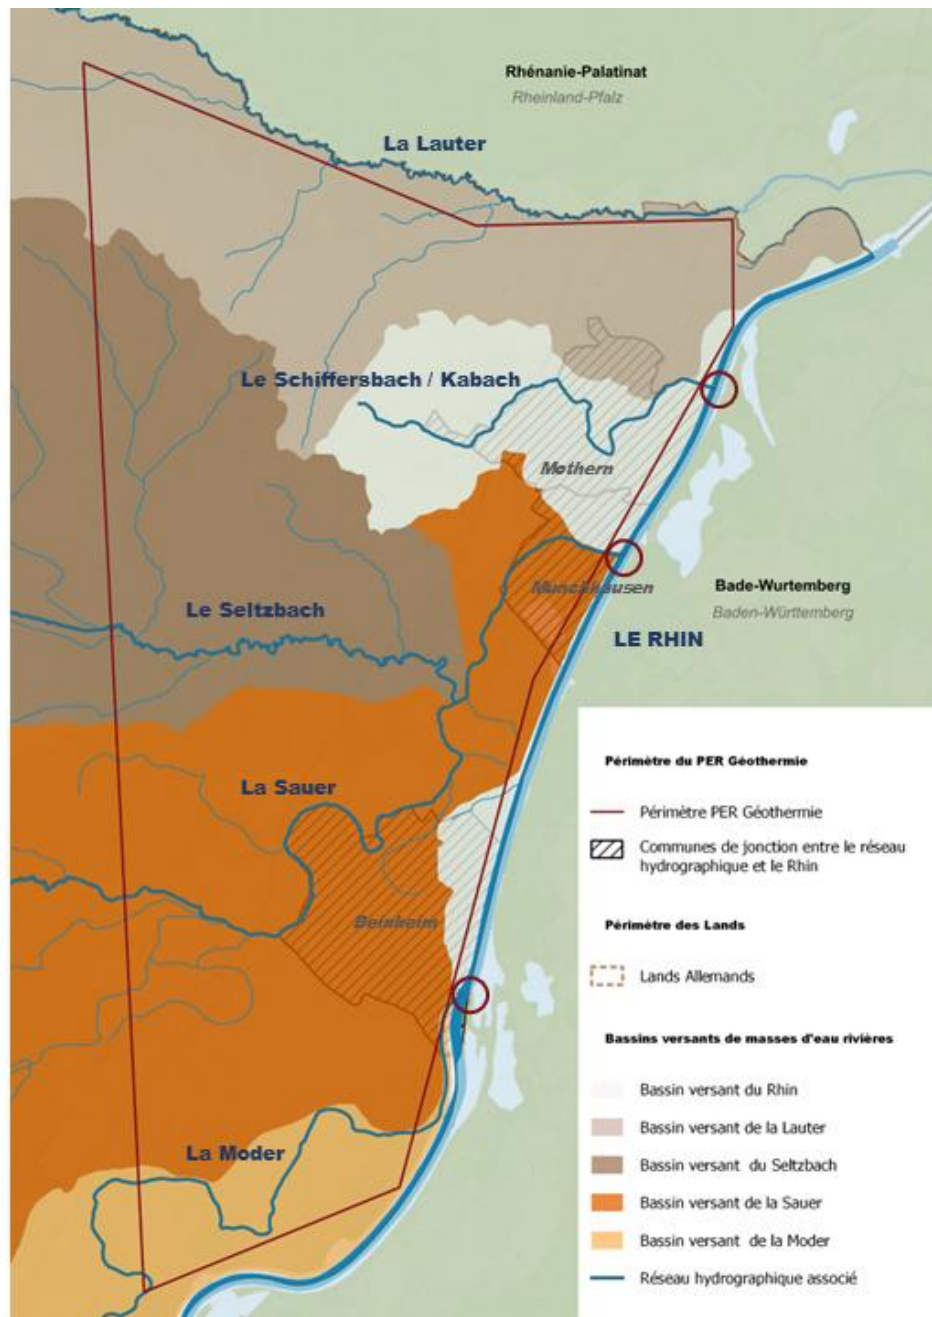 Rhénanie-Palatinat
Rheinland-Pfalz
La Lauter
Le Schiffersbach / Kabach
Mothern
Munchhausen
Bade-Wurtemberg
Baden-Württemberg
Le Seltzbach
LE RHIN
La Sauer
Beinheim
La Moder
Périmètre du PER Géothermie
Périmètre PER Géothermie
Communes de jonction entre le réseau
hydrographique et le Rhin
Périmètre des Lands
Lands Allemands
Bassins versants de masses d'eau rivières
Bassin versant du Rhin
Bassin versant de la Lauter
Bassin versant du Seltzbach
Bassin versant de la Sauer
Bassin versant de la Moder
Réseau hydrographique associé